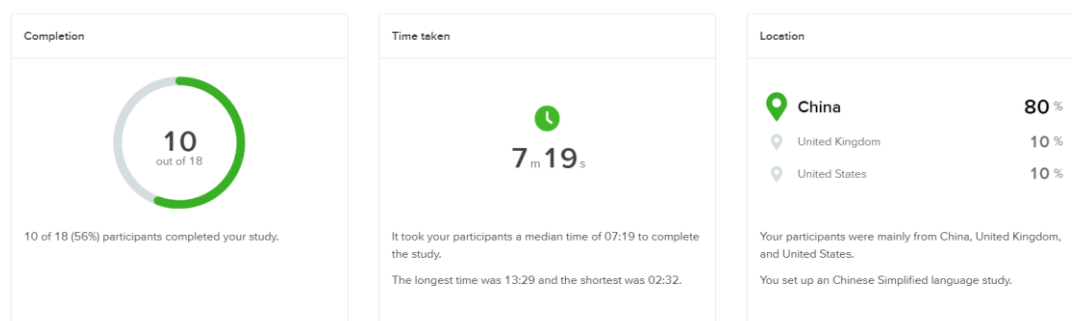 Completion
10
out of 18
10 of 18 (56%) participants completed your study.
Time taken
7 m 19 s
It took your participants a median time of 07:19 to complete
the study.
The longest time was 13:29 and the shortest was 02:32.
Location
China 80 %
United Kingdom 10 %
United States 10 %
Your participants were mainly from China, United Kingdom,
and United States.
You set up an Chinese Simplified language study.